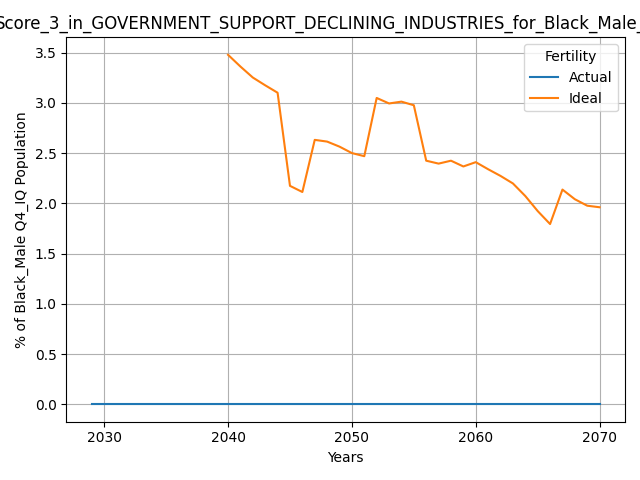 Score_3_in_GOVERNMENT_SUPPORT_DECLINING_INDUSTRIES_for_Black_Male_
3.5
3.0
2.5
2.0
1.5
1.0
0.5
0.0
% of Black_Male Q4_IQ Population
Fertility
Actual
Ideal
2030 2040 2050 2060 2070
Years